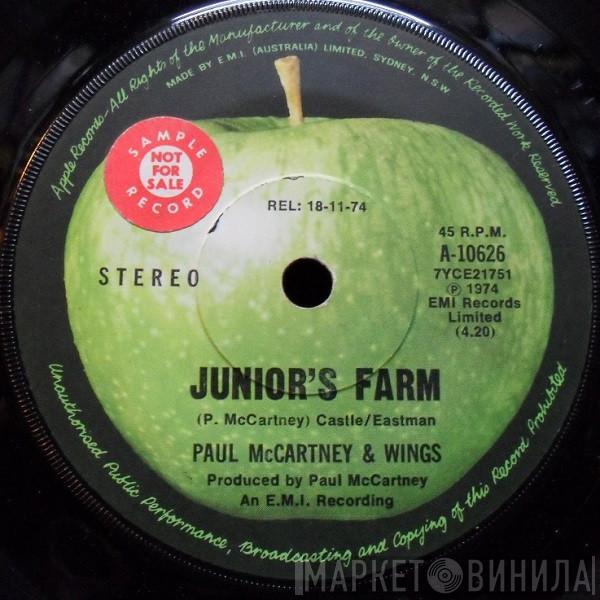 Apple Records-All Rights of the Manufacturer and of the Owner of the Recorded Work Reserved
MADE BY E.M.I. (AUSTRALIA) LIMITED, SYDNEY, N.S.W
SAMPLE
NOT
FOR
SALE
RECORD
REL: 18-11-74
STEREO
45 R.P.M.
A-10626
7YCE21751
Ⓟ 1974
EMI Records
Limited
(4.20)
JUNIOR'S FARM
(P. McCartney) Castle/Eastman
PAUL McCARTNEY & WINGS
Produced by Paul McCartney
An E.M.I. Recording
Unauthorised Public Performance, Broadcasting and Copying of this Record Prohibited
МАРКЕТ ВИНИЛА